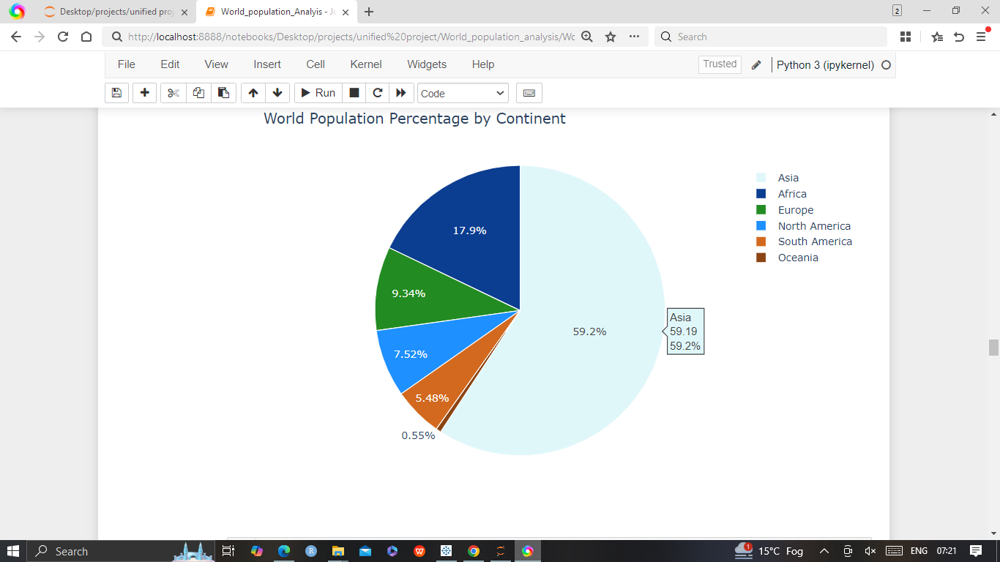 Desktop/projects/unified proj
World_population_Analyis - Ju
2
http://localhost:8888/notebooks/Desktop/projects/unified%20project/World_population_analysis/Wo
Search
File Edit View Insert Cell Kernel Widgets Help
Trusted
Python 3 (ipykernel)
Run
Code
World Population Percentage by Continent
Asia
Africa
Europe
North America
South America
Oceania
17.9%
9.34%
7.52%
5.48%
0.55%
59.2%
Asia
59.19
59.2%
Search
1
15°C Fog
ENG
07:21